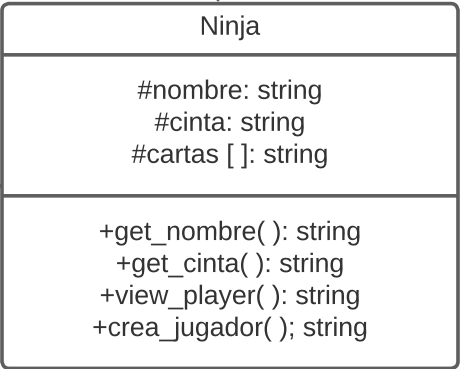 Ninja
#nombre: string
#cinta: string
#cartas [ ]: string
+get_nombre( ): string
+get_cinta( ): string
+view_player( ): string
+crea_jugador( ); string